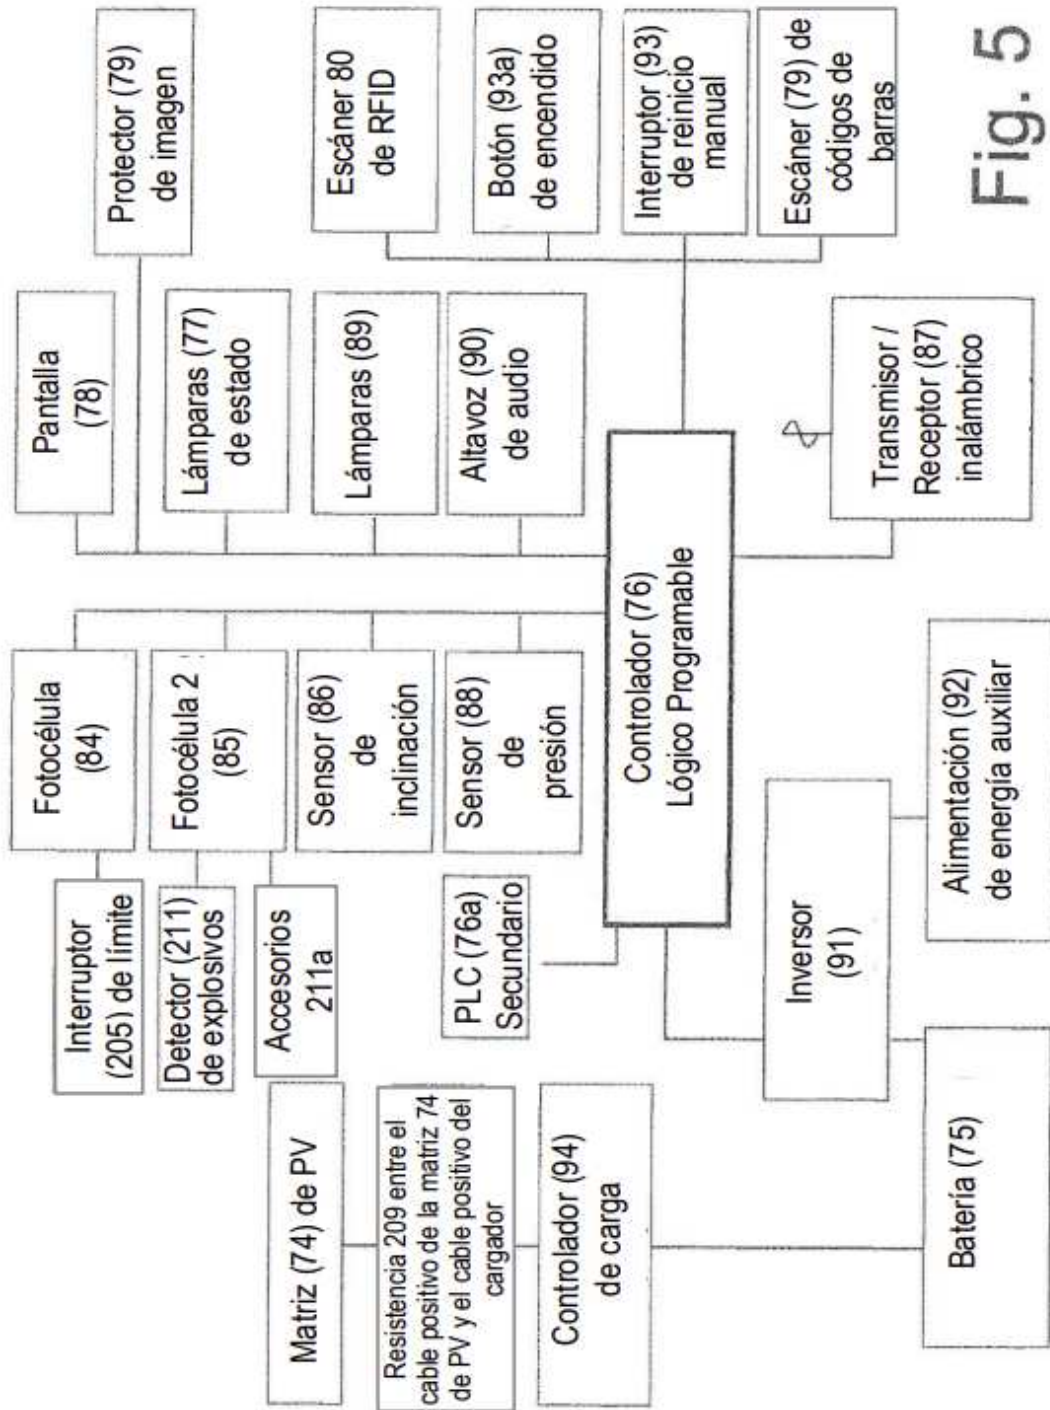 Matriz (74) de PV
Resistencia 209 entre el
cable positivo de la matriz 74
de PV y el cable positivo del
cargador
Controlador (94)
de carga
Batería (75)
Interruptor
(205) de límite
Detector (211)
de explosivos
Accesorios
211a
PLC (76a)
Secundario
Inversor
(91)
Alimentación (92)
de energía auxiliar
Fotocélula
(84)
Fotocélula 2
(85)
Sensor (86)
de
inclinación
Sensor (88)
de
presión
Controlador (76)
Lógico Programable
Pantalla
(78)
Lámparas (77)
de estado
Lámparas (89)
Altavoz (90)
de audio
Transmisor /
Receptor (87)
inalámbrico
Protector (79)
de imagen
Escáner 80
de RFID
Botón (93a)
de encendido
Interruptor (93)
de reinicio
manual
Escáner (79) de
códigos de
barras
Fig. 5